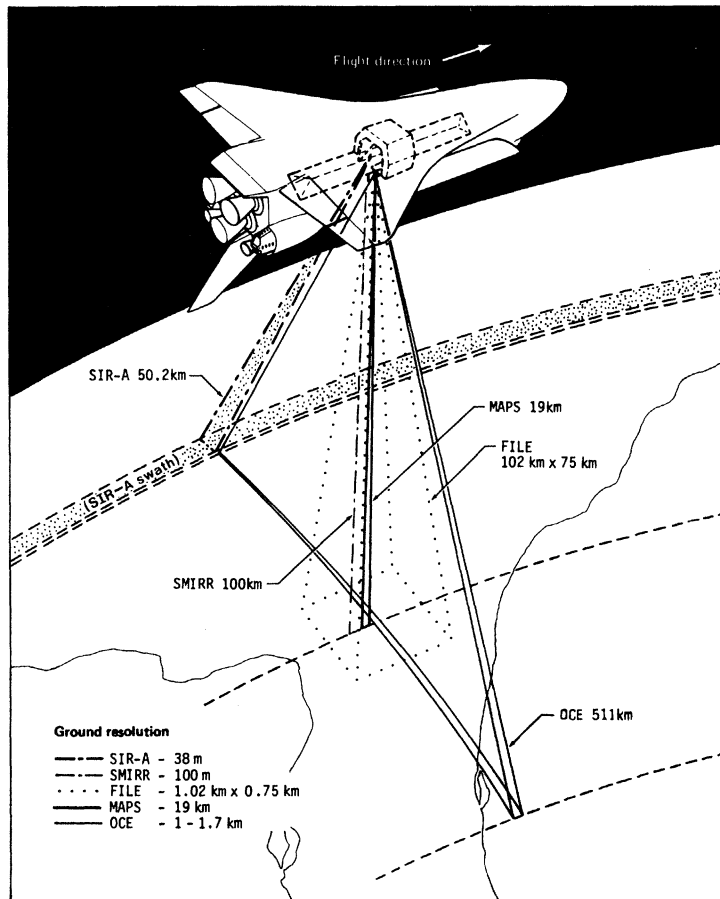 Flight direction
SIR-A 50.2km
MAPS 19km
FILE
102 km x 75 km
(SIR-A swath)
SMIRR 100km
OCE 511km
Ground resolution
SIR-A - 38 m
SMIRR - 100 m
FILE - 1.02 km x 0.75 km
MAPS - 19 km
OCE - 1 - 1.7 km